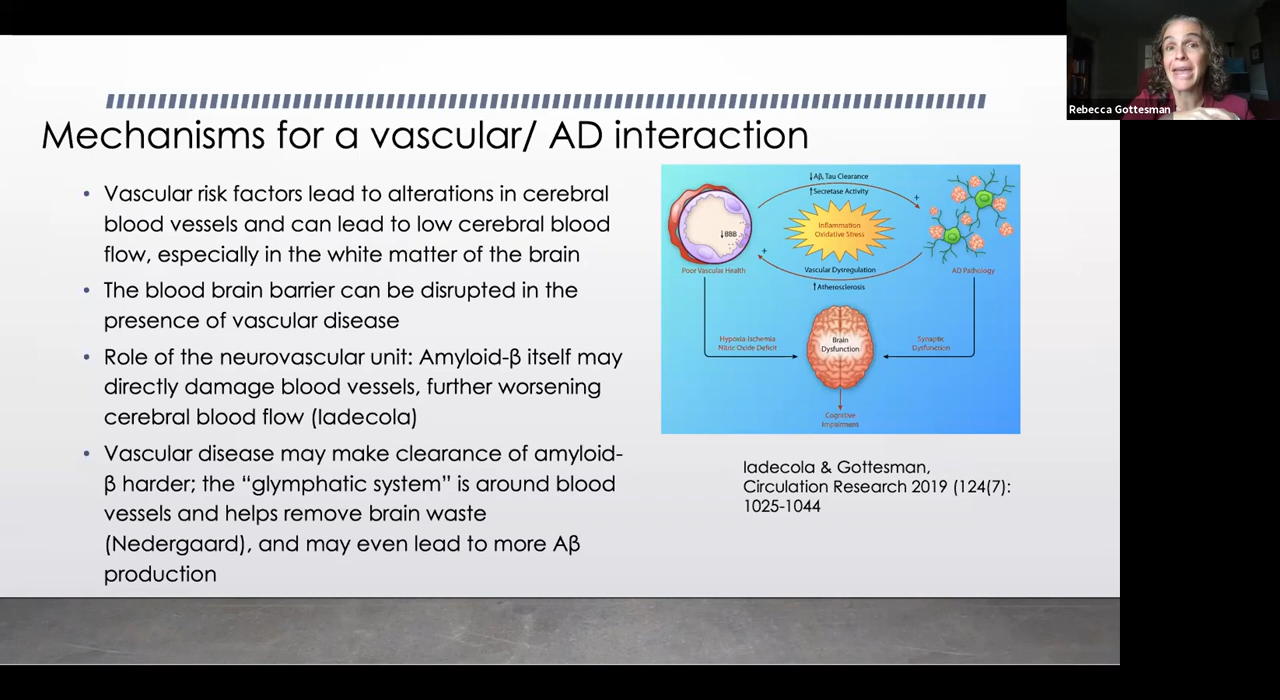 Rebecca Gottesman
Mechanisms for a vascular/ AD interaction
• Vascular risk factors lead to alterations in cerebral
blood vessels and can lead to low cerebral blood
flow, especially in the white matter of the brain
• The blood brain barrier can be disrupted in the
presence of vascular disease
• Role of the neurovascular unit: Amyloid-β itself may
directly damage blood vessels, further worsening
cerebral blood flow (Iadecola)
• Vascular disease may make clearance of amyloid-
β harder; the “glymphatic system” is around blood
vessels and helps remove brain waste
(Nedergaard), and may even lead to more Aβ
production
↓Aβ, Tau Clearance
↑Secretase Activity
+
Inflammation
Oxidative Stress
↓BBB
+
Poor Vascular Health
Vascular Dysregulation
↑Atherosclerosis
AD Pathology
Hypoxia-Ischemia
Nitric Oxide Deficit
Brain
Dysfunction
Synaptic
Dysfunction
Cognitive
Impairment
Iadecola & Gottesman,
Circulation Research 2019 (124(7):
1025-1044